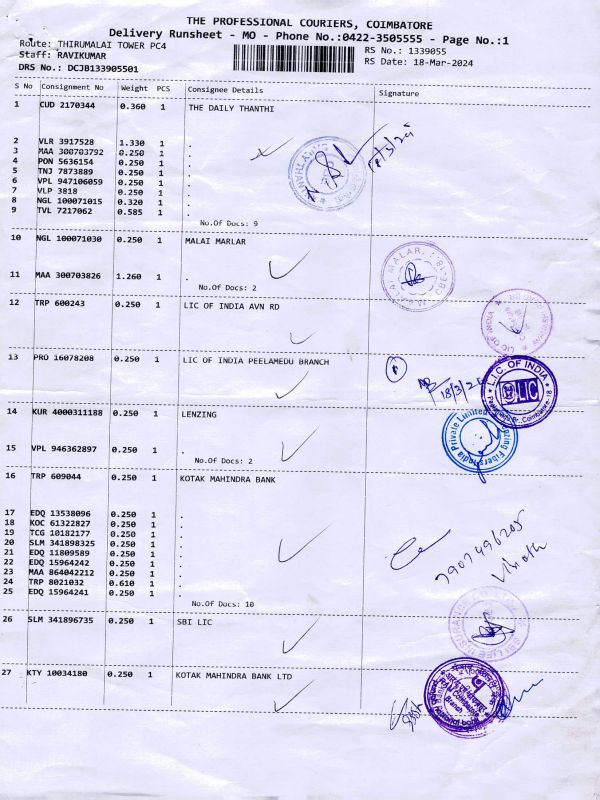 THE PROFESSIONAL COURIERS, COIMBATORE
Delivery Runsheet - MO - Phone No.:0422-3505555 - Page No.:1
Route: THIRUMALAI TOWER PC4
RS No.: 1339055
Staff: RAVIKUMAR
RS Date: 18-Mar-2024
DRS No.: DCJB133905501
S No Consignment No Weight PCS Consignee Details Signature
1 CUD 2170344 0.360 1 THE DAILY THANTHI
2 VLR 3917528 1.330 1 .
3 MAA 300703792 0.250 1 .
4 PON 5636154 0.250 1 .
5 TNJ 7873889 0.250 1 .
6 VPL 947106059 0.250 1 .
7 VLP 3818 0.250 1 .
8 NGL 100071015 0.320 1 .
9 TVL 7217062 0.585 1 .
No.Of Docs: 9
10 NGL 100071030 0.250 1 MALAI MARLAR
11 MAA 300703826 1.260 1 .
No.Of Docs: 2
12 TRP 600243 0.250 1 LIC OF INDIA AVN RD
LIC OF INDIA
13 PRO 16078208 0.250 1 LIC OF INDIA PEELAMEDU BRANCH
18/3/24
LIC OF INDIA
LIC
14 KUR 4000311188 0.250 1 LENZING
Fibers India Private Limited
15 VPL 946362897 0.250 1 .
No.Of Docs: 2
16 TRP 609044 0.250 1 KOTAK MAHINDRA BANK
17 EDQ 13538096 0.250 1 .
18 KOC 61322827 0.250 1 .
19 TCG 10182177 0.250 1 .
20 SLM 341898325 0.250 1 .
21 EDQ 11809589 0.250 1 .
22 EDQ 15964242 0.250 1 .
23 MAA 864042212 0.250 1 .
24 TRP 8021032 0.610 1 .
25 EDQ 15964241 0.250 1 .
No.Of Docs: 10
7907496205
26 SLM 341896735 0.250 1 SBI LIC
27 KTY 10034180 0.250 1 KOTAK MAHINDRA BANK LTD